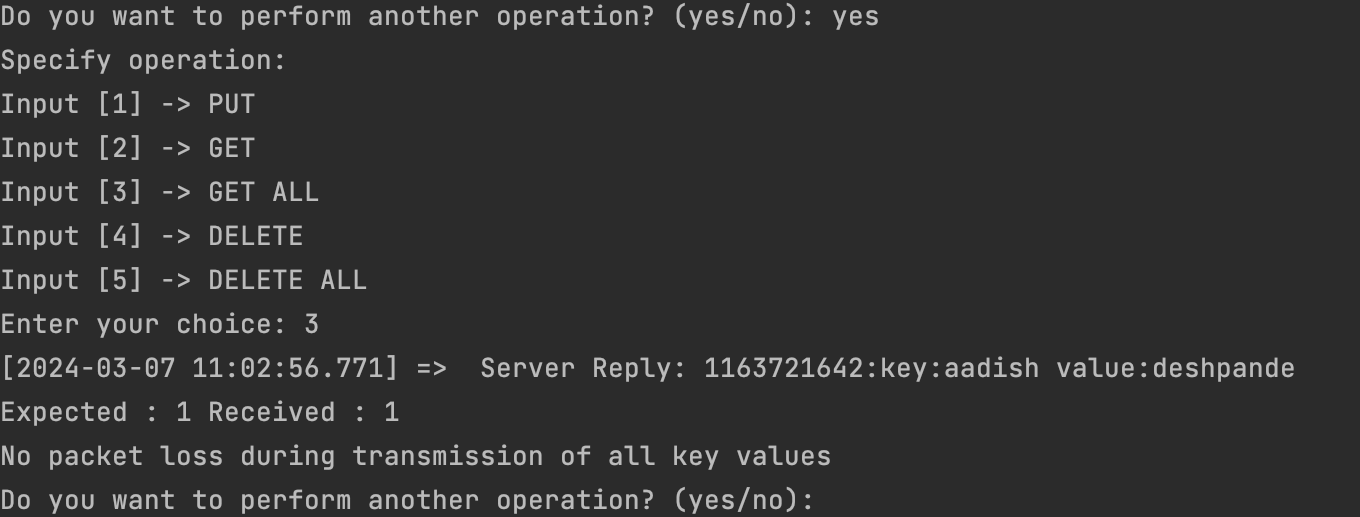 Do you want to perform another operation? (yes/no): yes
Specify operation:
Input [1] -> PUT
Input [2] -> GET
Input [3] -> GET ALL
Input [4] -> DELETE
Input [5] -> DELETE ALL
Enter your choice: 3
[2024-03-07 11:02:56.771] =>  Server Reply: 1163721642:key:aadish value:deshpande
Expected : 1 Received : 1
No packet loss during transmission of all key values
Do you want to perform another operation? (yes/no):